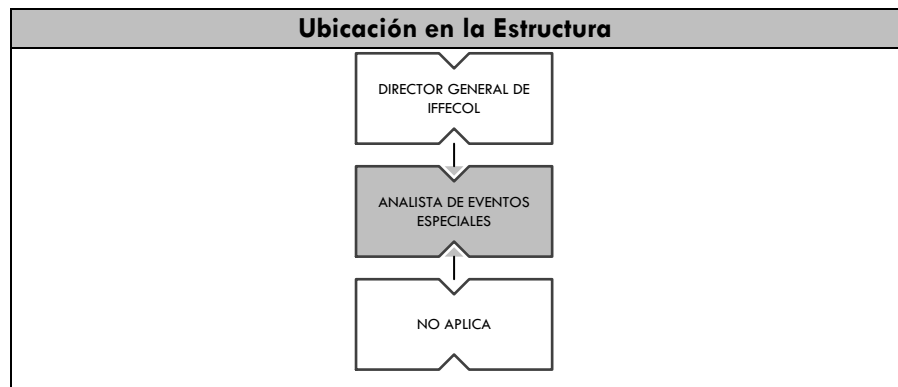 Ubicación en la Estructura
DIRECTOR GENERAL DE
IFFECOL
ANALISTA DE EVENTOS
ESPECIALES
NO APLICA